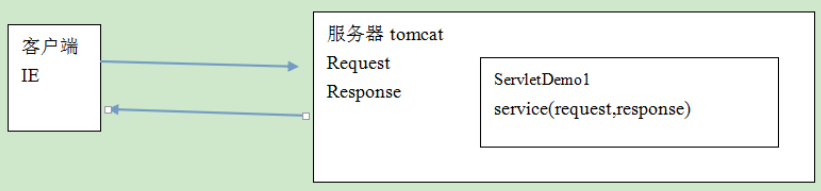 客户端
IE
服务器 tomcat
Request
Response
ServletDemo1
service(request,response)